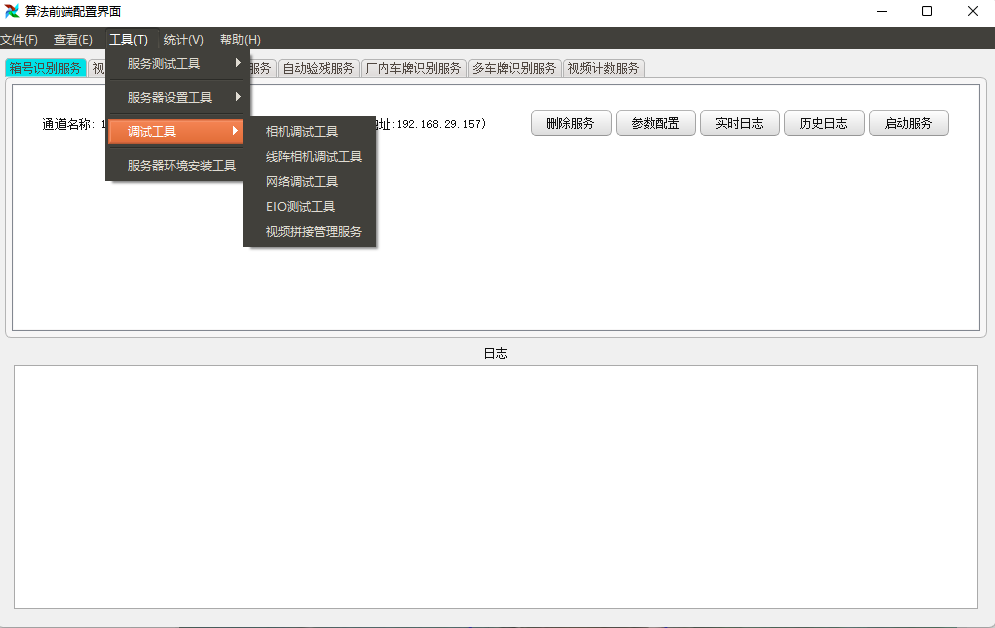 算法前端配置界面
文件(F) 查看(E) 工具(T) 统计(V) 帮助(H)
箱号识别服务 视 服务 自动验残服务 厂内车牌识别服务 多车牌识别服务 视频计数服务
服务测试工具
服务器设置工具
调试工具
服务器环境安装工具
相机调试工具
线阵相机调试工具
网络调试工具
EIO测试工具
视频拼接管理服务
通道名称: 1 址:192.168.29.157) 删除服务 参数配置 实时日志 历史日志 启动服务
日志